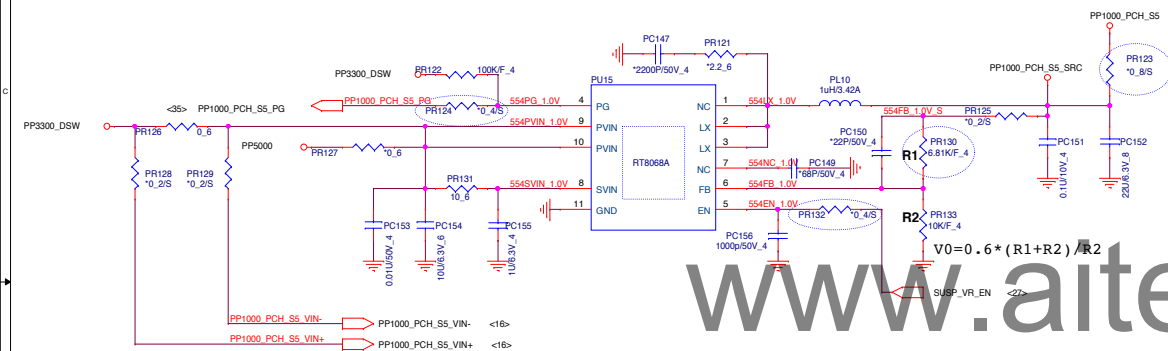 PP1000_PCH_S5
PC147
*2200P/50V_4
PR121
*2.2_6
PR123
*0_8/S
PP3300_DSW
PR122
100K/F_4
PU15
PL10
1uH/3.42A
PP1000_PCH_S5_SRC
C
<35>
PP1000_PCH_S5_PG
PP1000_PCH_S5_PG
PR124
*0_4/S
554PG_1.0V
4
PG
NC
1
554LX_1.0V
554FB_1.0V_S
PR125
*0_2/S
PP3300_DSW
PR126
0_6
554PVIN_1.0V
9
PVIN
LX
2
PC150
*22P/50V_4
R1
PR130
6.81K/F_4
PC151
0.1U/10V_4
PC152
22U/6.3V_8
PP5000
PR127
*0_6
10
PVIN
LX
3
RT8068A
PR128
*0_2/S
PR129
*0_2/S
NC
7
554NC_1.0V
PC149
*68P/50V_4
PR131
10_6
554SVIN_1.0V
8
SVIN
FB
6
554FB_1.0V
11
GND
EN
5
554EN_1.0V
PR132
*0_4/S
R2
PR133
10K/F_4
PC153
0.01U/50V_4
PC154
10U/6.3V_6
PC155
1U/6.3V_4
PC156
1000p/50V_4
V0=0.6*(R1+R2)/R2
www.aite
SUSP_VR_EN
<27>
PP1000_PCH_S5_VIN-
PP1000_PCH_S5_VIN-
<16>
PP1000_PCH_S5_VIN+
PP1000_PCH_S5_VIN+
<16>